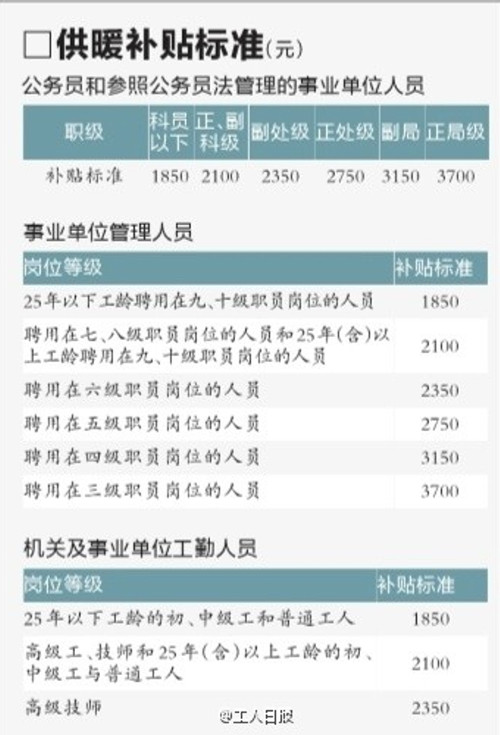 □供暖补贴标准(元)
公务员和参照公务员法管理的事业单位人员
职级 科员以下 正、副科级 副处级 正处级 副局 正局级
补贴标准 1850 2100 2350 2750 3150 3700
事业单位管理人员
岗位等级 补贴标准
25年以下工龄聘用在九、十级职员岗位的人员 1850
聘用在七、八级职员岗位的人员和25年(含)以
上工龄聘用在九、十级职员岗位的人员 2100
聘用在六级职员岗位的人员 2350
聘用在五级职员岗位的人员 2750
聘用在四级职员岗位的人员 3150
聘用在三级职员岗位的人员 3700
机关及事业单位工勤人员
岗位等级 补贴标准
25年以下工龄的初、中级工和普通工人 1850
高级工、技师和25年(含)以上工龄的初、
中级工与普通工人 2100
高级技师 2350
@工人日报